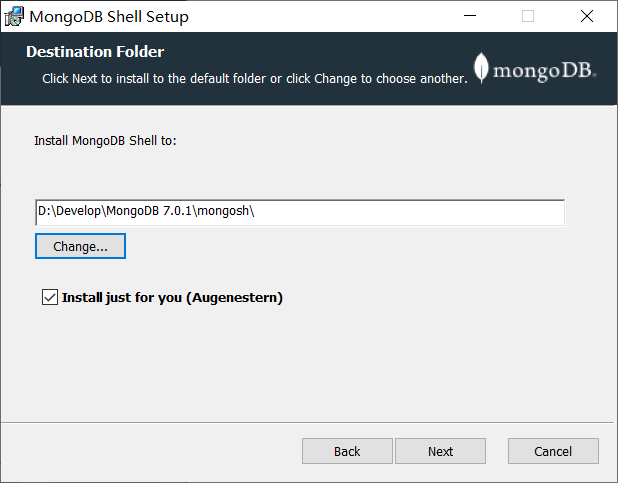 MongoDB Shell Setup
Destination Folder
Click Next to install to the default folder or click Change to choose another.
mongoDB.
Install MongoDB Shell to:
D:\Develop\MongoDB 7.0.1\mongosh\
Change...
Install just for you (Augenestern)
Back
Next
Cancel